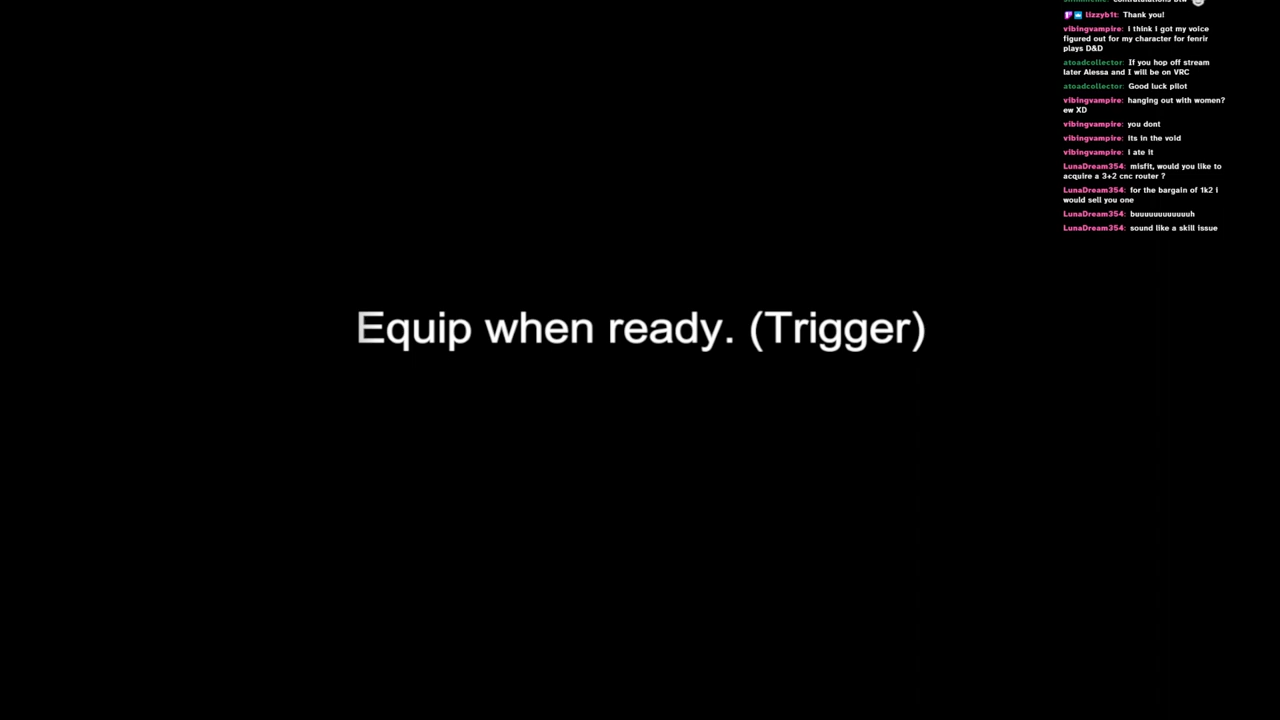 lizzyb1t: Thank you!
vibingvampire: i think i got my voice
figured out for my character for fenrir
plays D&D
atoadcollector: If you hop off stream
later Alessa and I will be on VRC
atoadcollector: Good luck pilot
vibingvampire: hanging out with women?
ew XD
vibingvampire: you dont
vibingvampire: its in the void
vibingvampire: i ate it
LunaDream354: misfit, would you like to
acquire a 3+2 cnc router ?
LunaDream354: for the bargain of 1k2 i
would sell you one
LunaDream354: buuuuuuuuuuuuh
LunaDream354: sound like a skill issue
Equip when ready. (Trigger)